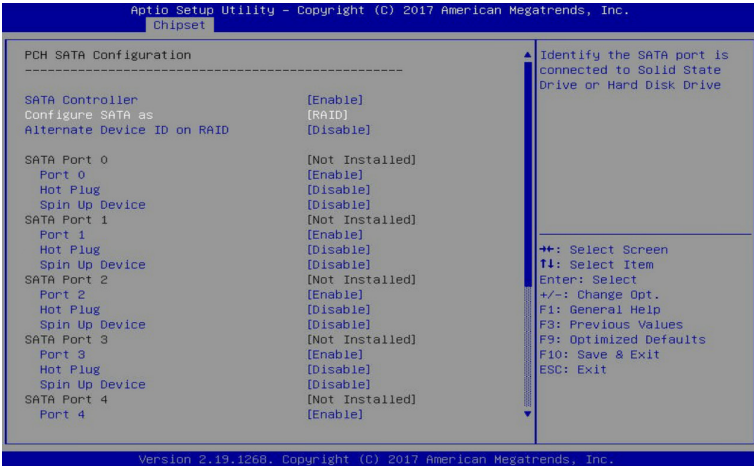 Aptio Setup Utility – Copyright (C) 2017 American Megatrends, Inc.
Chipset
PCH SATA Configuration
--------------------------------------------------
SATA Controller [Enable]
Configure SATA as [RAID]
Alternate Device ID on RAID [Disable]
SATA Port 0 [Not Installed]
Port 0 [Enable]
Hot Plug [Disable]
Spin Up Device [Disable]
SATA Port 1 [Not Installed]
Port 1 [Enable]
Hot Plug [Disable]
Spin Up Device [Disable]
SATA Port 2 [Not Installed]
Port 2 [Enable]
Hot Plug [Disable]
Spin Up Device [Disable]
SATA Port 3 [Not Installed]
Port 3 [Enable]
Hot Plug [Disable]
Spin Up Device [Disable]
SATA Port 4 [Not Installed]
Port 4 [Enable]
Identify the SATA port is
connected to Solid State
Drive or Hard Disk Drive
→←: Select Screen
↑↓: Select Item
Enter: Select
+/-: Change Opt.
F1: General Help
F3: Previous Values
F9: Optimized Defaults
F10: Save & Exit
ESC: Exit
Version 2.19.1268. Copyright (C) 2017 American Megatrends, Inc.